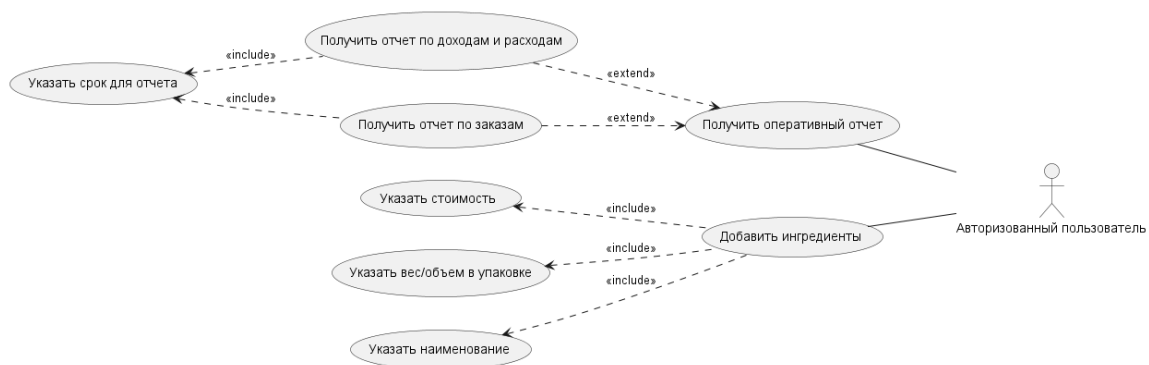 Получить отчет по доходам и расходам
«include»
«extend»
Указать срок для отчета
«include»
Получить отчет по заказам
«extend»
Получить оперативный отчет
Указать стоимость
«include»
Добавить ингредиенты
Авторизованный пользователь
«include»
Указать вес/объем в упаковке
«include»
Указать наименование